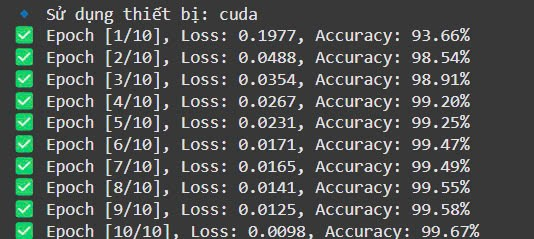 🔹 Sử dụng thiết bị: cuda
✅ Epoch [1/10], Loss: 0.1977, Accuracy: 93.66%
✅ Epoch [2/10], Loss: 0.0488, Accuracy: 98.54%
✅ Epoch [3/10], Loss: 0.0354, Accuracy: 98.91%
✅ Epoch [4/10], Loss: 0.0267, Accuracy: 99.20%
✅ Epoch [5/10], Loss: 0.0231, Accuracy: 99.25%
✅ Epoch [6/10], Loss: 0.0171, Accuracy: 99.47%
✅ Epoch [7/10], Loss: 0.0165, Accuracy: 99.49%
✅ Epoch [8/10], Loss: 0.0141, Accuracy: 99.55%
✅ Epoch [9/10], Loss: 0.0125, Accuracy: 99.58%
✅ Epoch [10/10], Loss: 0.0098, Accuracy: 99.67%